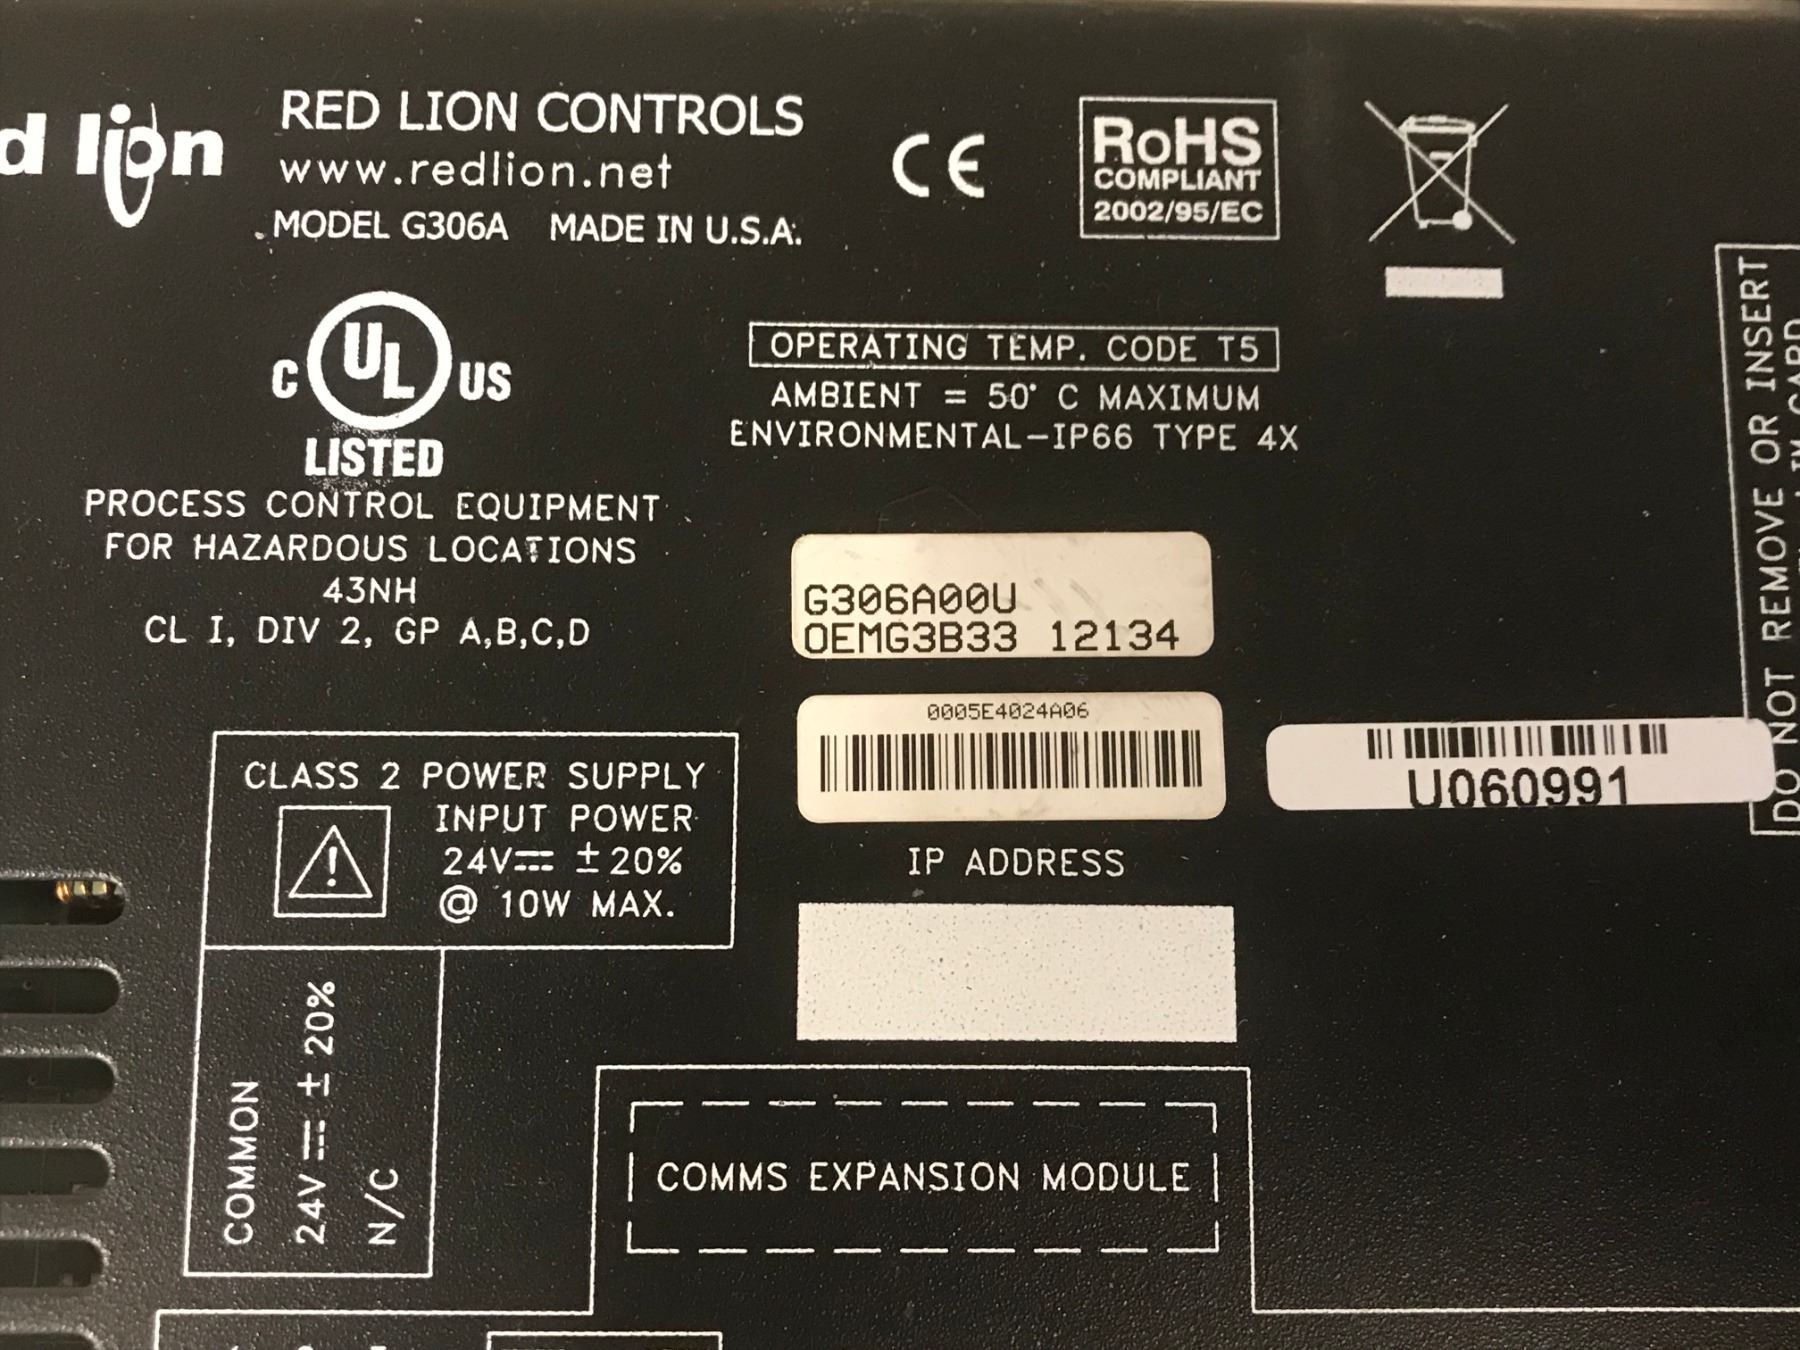 d lion
RED LION CONTROLS
www.redlion.net
MODEL G306A MADE IN U.S.A.
CE
RoHS
COMPLIANT
2002/95/EC
C UL US
LISTED
PROCESS CONTROL EQUIPMENT
FOR HAZARDOUS LOCATIONS
43NH
CL I, DIV 2, GP A,B,C,D
OPERATING TEMP. CODE T5
AMBIENT = 50° C MAXIMUM
ENVIRONMENTAL-IP66 TYPE 4X
G306A00U
OEMG3B33 12134
0005E4024A06
U060991
DO NOT REMOVE OR INSERT
CARD
CLASS 2 POWER SUPPLY
INPUT POWER
24V⎓ ±20%
@ 10W MAX.
IP ADDRESS
COMMON
24V⎓ ±20%
N/C
COMMS EXPANSION MODULE